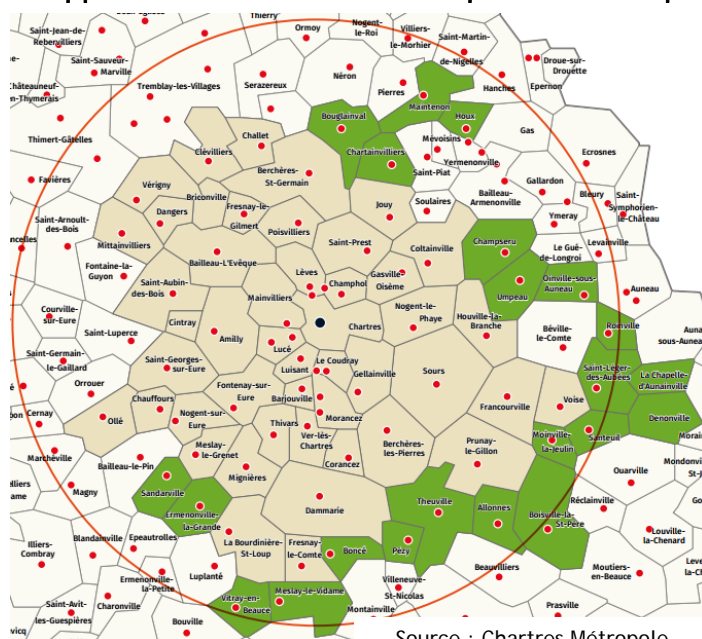 Thierry
Saint-Jean-de-
Rebervilliers
Ormoy
Nogent-
le-Roi
Villiers-
le-Morhier
Saint-Martin-
de-Nigelles
Saint-Sauveur-
Marville
Droue-sur-
Drouette
Châteauneuf-
en-Thymerais
Tremblay-les-Villages
Serazereux
Néron
Pierres
Hanches
Epernon
Maintenon
Bouglainval
Houx
Gas
Thimert-Gâtelles
Challet
Mévoisins
Chartainvilliers
Yermenonville
Ecrosnes
Clévilliers
Berchères-
St-Germain
Saint-Piat
Favières
Vérigny
Bailleau-
Armenonville
Gallardon
Bleury
Saint-
Symphorien-
le-Château
Briconville
Fresnay-le-
Gilmert
Jouy
Soulaires
Dangers
Ymeray
Saint-Arnoult-
des-Bois
Poisvilliers
Mittainvilliers
Saint-Prest
Champseru
Le Gué-
de-Longroi
Levainville
Bailleau-L'Evêque
Coltainville
Fontaine-la-
Guyon
Lèves
Gasville-
Oisème
Oinville-sous-
Auneau
Saint-Aubin-
des-Bois
Champhol
Umpeau
Auneau
Mainvilliers
Nogent-le-
Phaye
Houville-la-
Branche
Courville-
sur-Eure
Cintray
Chartres
Roinville
Saint-Luperce
Amilly
Béville-
le-Comte
Lucé
Saint-Germain-
le-Gaillard
Saint-Georges-
sur-Eure
Luisant
Le Coudray
Gellainville
Sours
Saint-Léger-
des-Aubées
La Chapelle-
d'Aunainville
Orrouer
Fontenay-sur-
Eure
Barjouville
Francourville
Voise
Chauffours
Cernay
Ollé
Nogent-sur-
Eure
Morancez
Denonville
Thivars
Ver-lès-
Chartres
Berchères-
les-Pierres
Prunay-
le-Gillon
Moinville-
la-Jeulin
Santeuil
Meslay-
le-Grenet
Marchéville
Bailleau-le-Pin
Mignières
Corancez
Ouarville
Magny
Sandarville
Réclainville
Dammarie
Theuville
Allonnes
Ermenonville-
la-Grande
Boisville-la-
St-Père
Louville-
la-Chenard
Epeautrolles
La Bourdinière-
St-Loup
Fresnay-
le-Comte
Boncé
Pézy
Illiers-
Combray
Blandainville
Ermenonville-
la-Petite
Luplanté
Beauvilliers
Moutiers-
en-Beauce
Villeneuve-
St-Nicolas
Meslay-le-Vidame
Vitray-en-
Beauce
Saint-Avit-
les-Guespières
Charonville
Montainville
Prasville
Bouville
Source : Chartres Métropole